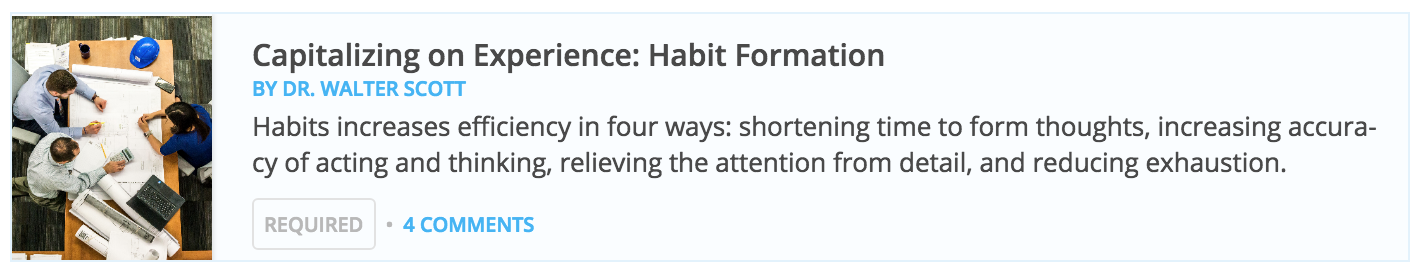 Capitalizing on Experience: Habit Formation
BY DR. WALTER SCOTT
Habits increases efficiency in four ways: shortening time to form thoughts, increasing accura-
cy of acting and thinking, relieving the attention from detail, and reducing exhaustion.
REQUIRED • 4 COMMENTS